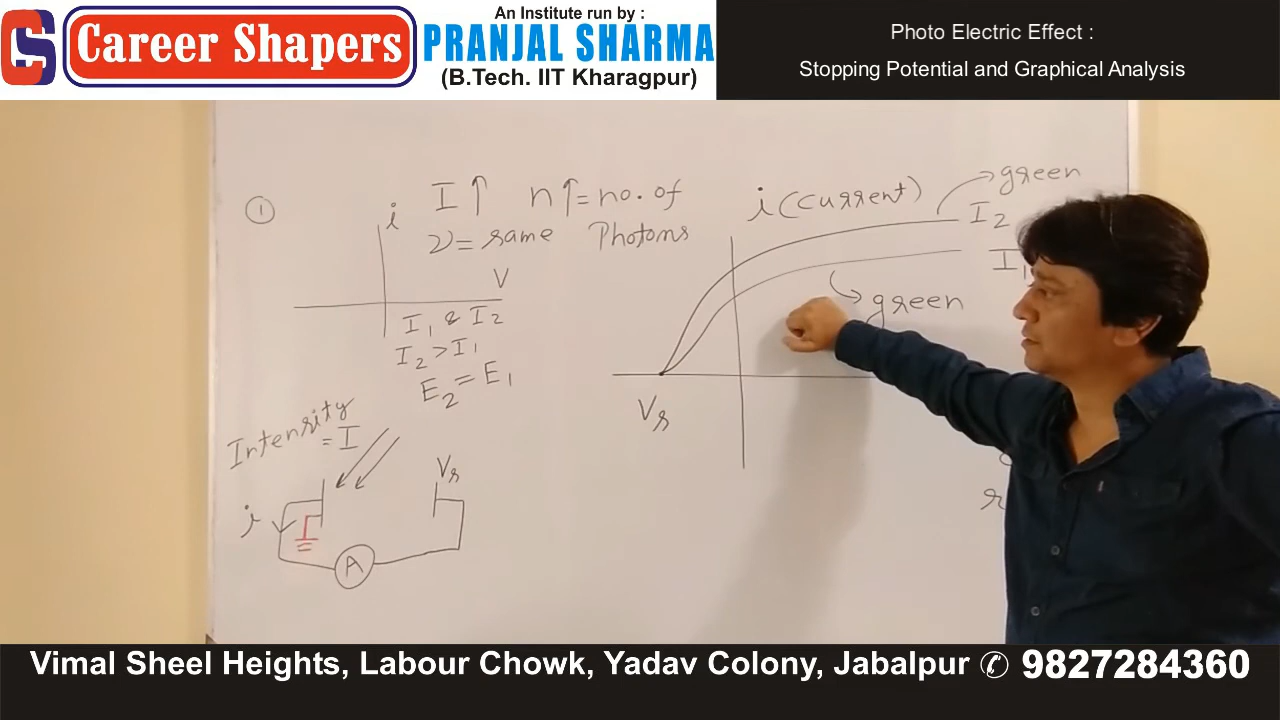 CS
Career Shapers
An Institute run by :
PRANJAL SHARMA
(B.Tech. IIT Kharagpur)
Photo Electric Effect :
Stopping Potential and Graphical Analysis
①
i
V
I↑ n↑ = no. of
ν = same Photons
I₁ & I₂
I₂ > I₁
E₂ = E₁
Intensity
= I
i
A
Vs
i (current)
green
I₂
I₁
green
Vs
Vimal Sheel Heights, Labour Chowk, Yadav Colony, Jabalpur ✆ 9827284360